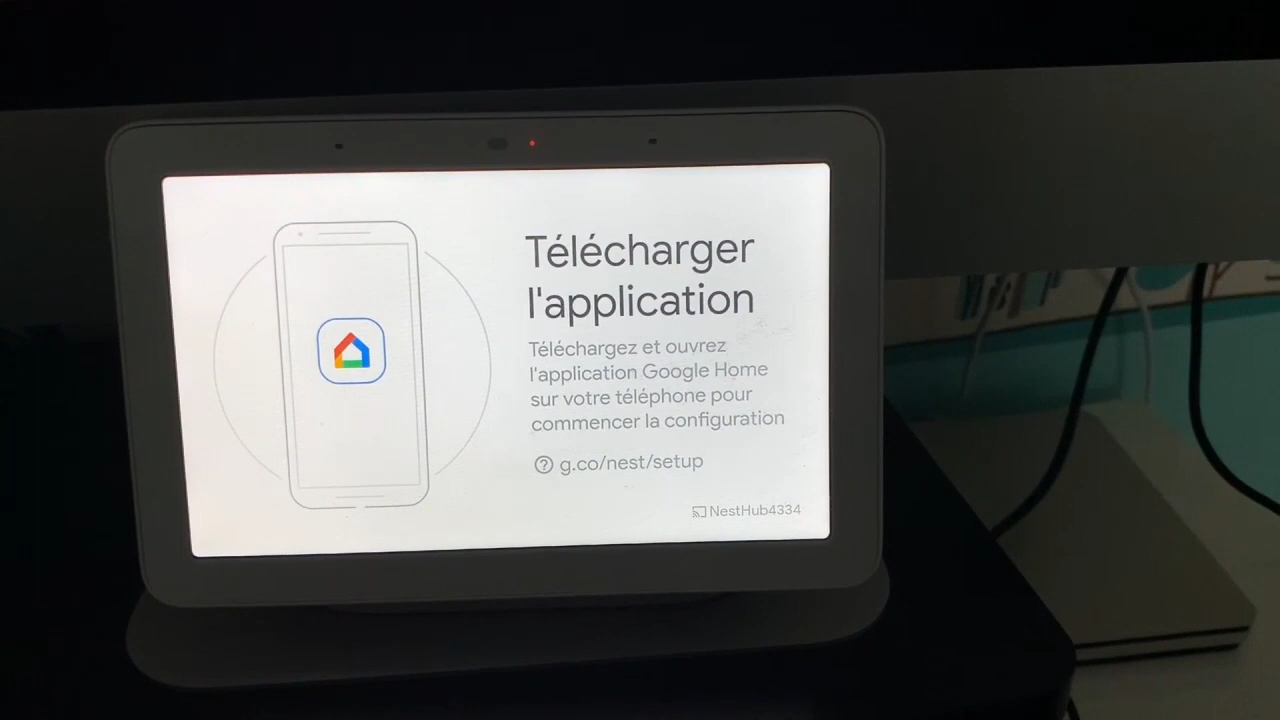 Télécharger
l'application
Téléchargez et ouvrez
l'application Google Home
sur votre téléphone pour
commencer la configuration
g.co/nest/setup
NestHub4334